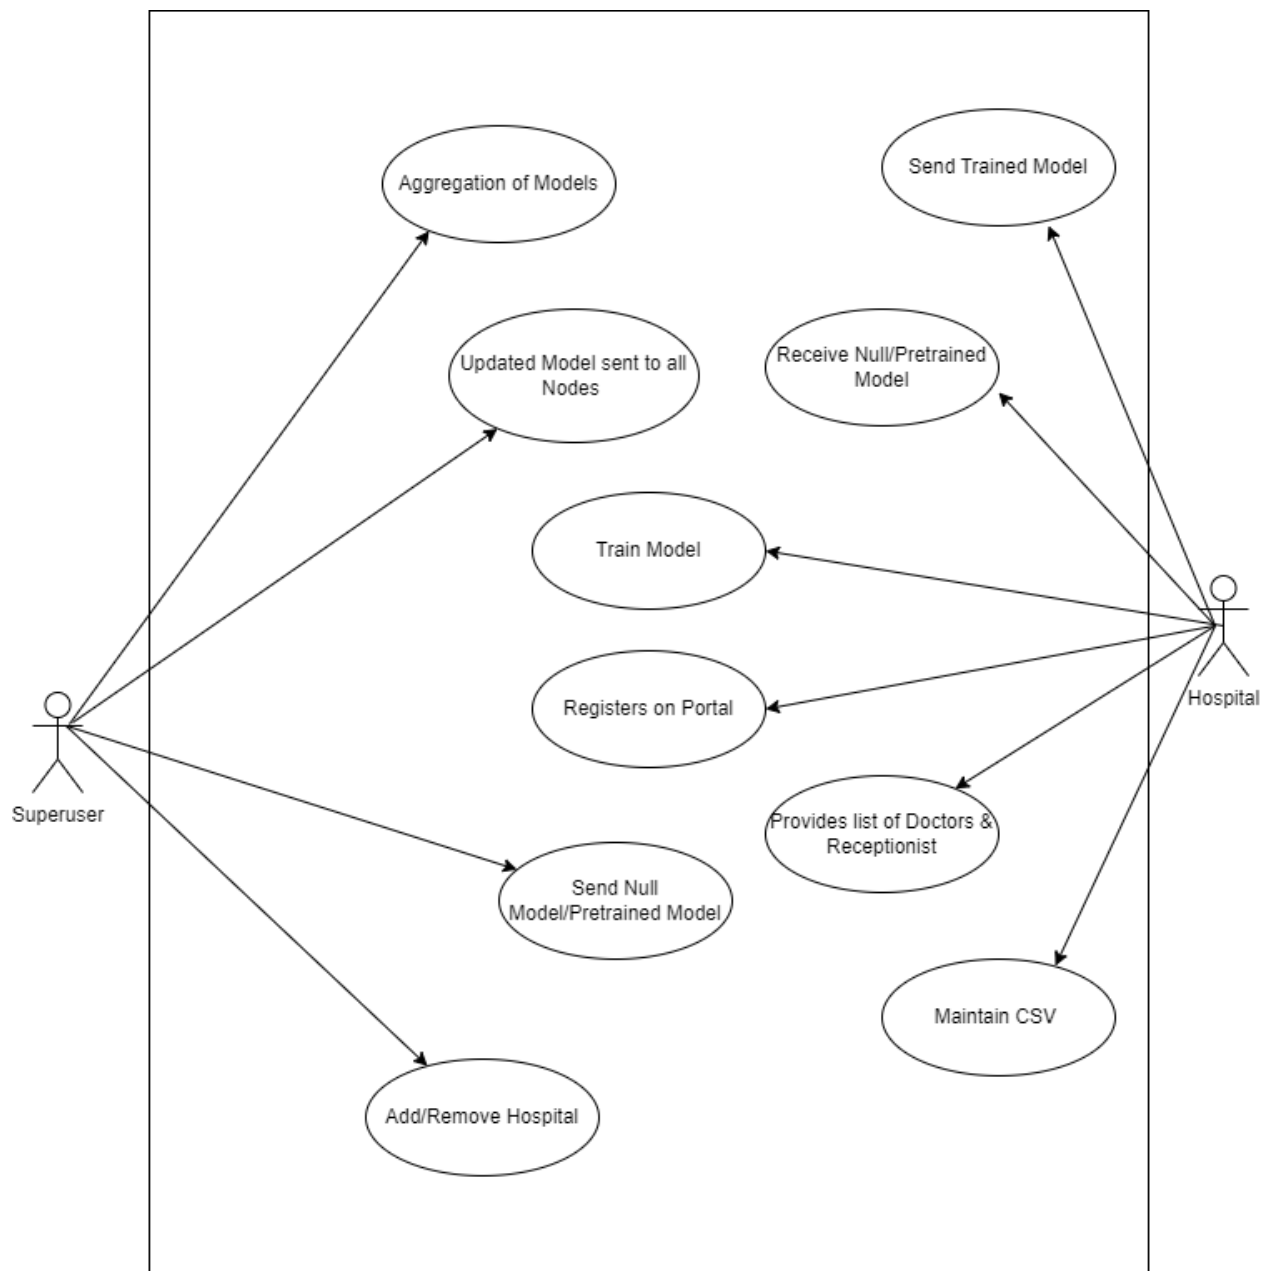 Send Trained Model
Aggregation of Models
Receive Null/Pretrained
Model
Updated Model sent to all
Nodes
Train Model
Registers on Portal
Hospital
Superuser
Provides list of Doctors &
Receptionist
Send Null
Model/Pretrained Model
Maintain CSV
Add/Remove Hospital